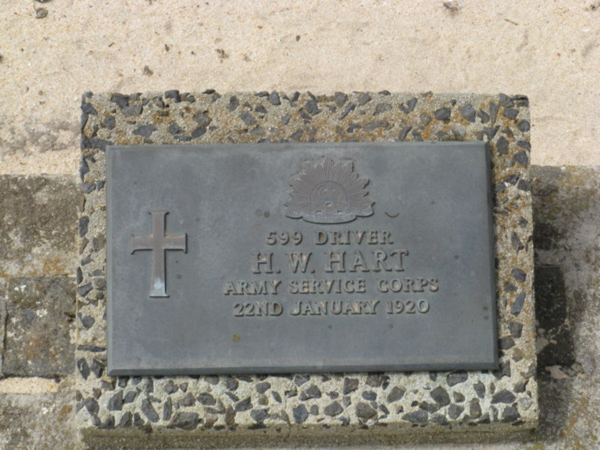 599 DRIVER
H. W. HART
ARMY SERVICE CORPS
22ND JANUARY 1920